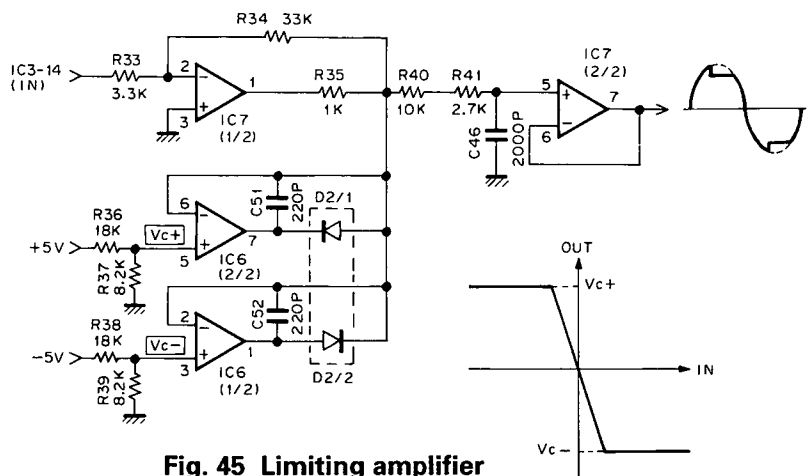 R34 33K
IC3-14
(IN)
R33
3.3K
2
−
+
3
1
IC7
(1/2)
R35
1K
R40
10K
R41
2.7K
C46
2000P
IC7
(2/2)
5
+
7
−
6
R36
18K
+5V
Vc+
R37
8.2K
6
−
+
5
7
IC6
(2/2)
C51
220P
D2/1
R38
18K
−5V
Vc−
R39
8.2K
2
−
+
3
1
IC6
(1/2)
C52
220P
D2/2
OUT
Vc+
IN
Vc−
Fig. 45 Limiting amplifier